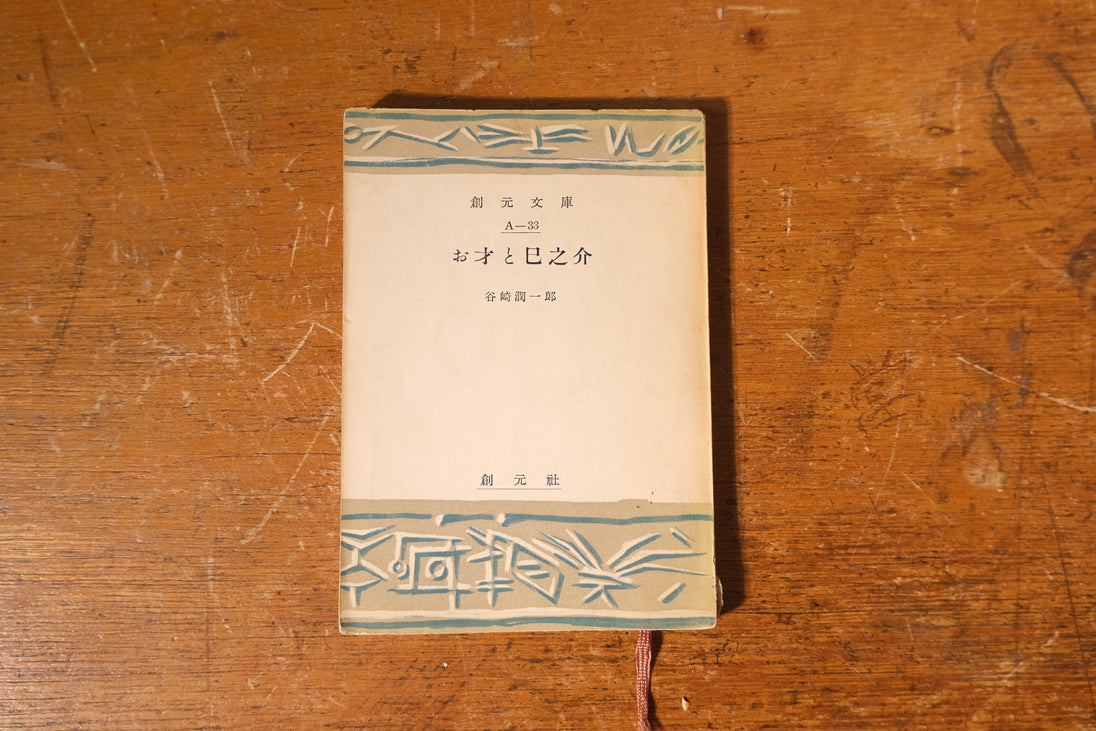 創元文庫
A—33
お才と巳之介
谷崎潤一郎
創元社